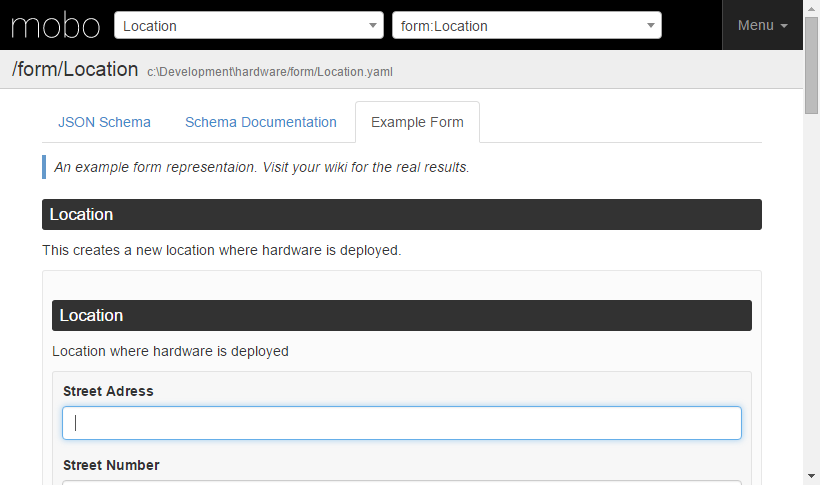 mobo Location form:Location Menu
/form/Location c:\Development\hardware/form/Location.yaml
JSON Schema Schema Documentation Example Form
An example form representaion. Visit your wiki for the real results.
Location
This creates a new location where hardware is deployed.
Location
Location where hardware is deployed
Street Adress
Street Number